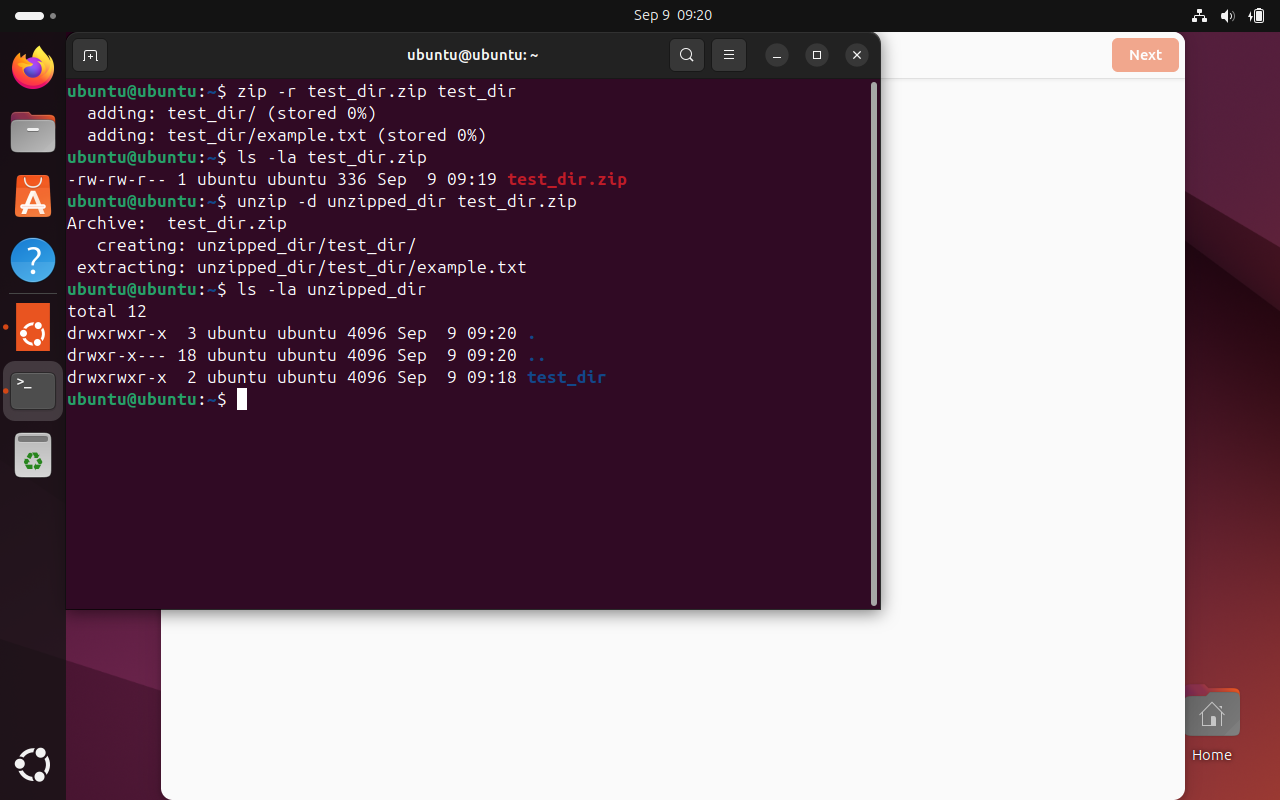 Sep 9 09:20
ubuntu@ubuntu: ~
Next
ubuntu@ubuntu:~$ zip -r test_dir.zip test_dir
  adding: test_dir/ (stored 0%)
  adding: test_dir/example.txt (stored 0%)
ubuntu@ubuntu:~$ ls -la test_dir.zip
-rw-rw-r-- 1 ubuntu ubuntu 336 Sep  9 09:19 test_dir.zip
ubuntu@ubuntu:~$ unzip -d unzipped_dir test_dir.zip
Archive:  test_dir.zip
   creating: unzipped_dir/test_dir/
 extracting: unzipped_dir/test_dir/example.txt
ubuntu@ubuntu:~$ ls -la unzipped_dir
total 12
drwxrwxr-x  3 ubuntu ubuntu 4096 Sep  9 09:20 .
drwxr-x--- 18 ubuntu ubuntu 4096 Sep  9 09:20 ..
drwxrwxr-x  2 ubuntu ubuntu 4096 Sep  9 09:18 test_dir
ubuntu@ubuntu:~$
Home